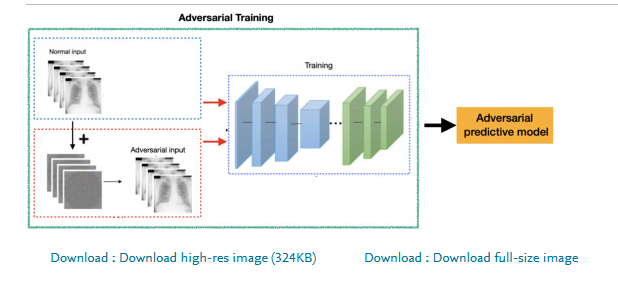 Adversarial Training
Normal input
Training
+
Adversarial input
Adversarial
predictive model
Download : Download high-res image (324KB)
Download : Download full-size image